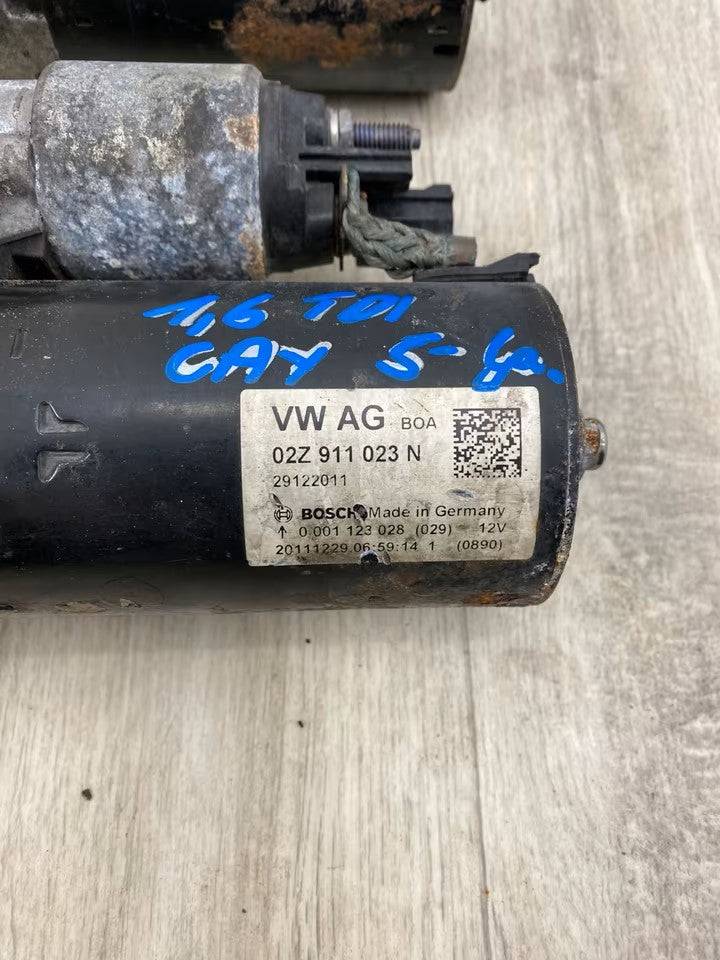 1,6 TDI
CAY 5-Ga.
VW AG BOA
02Z 911 023 N
29122011
BOSCH Made in Germany
↑ 0 001 123 028 (029) 12V
20111229.06:59:14 1 (0890)